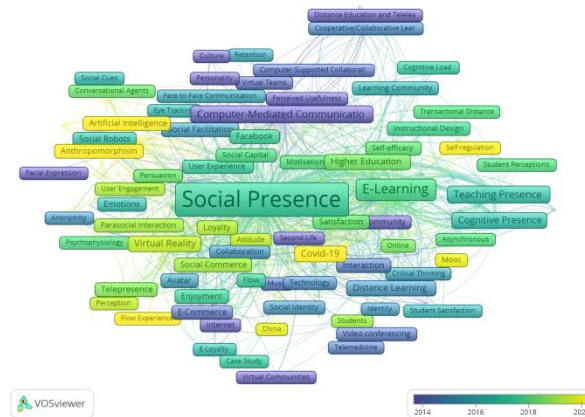 Distance Education and Telelea
Cooperative/Collaborative Lear
Culture
Retention
Social Cues
Personality
Computer-Supported Collaborati
Cognitive Load
Conversational Agents
Virtual Teams
Face-to-Face Communication
Perceived Usefulness
Learning Community
Eye Tracking
Computer-Mediated Communicatio
Transactional Distance
Artificial Intelligence
Social Facilitation
Instructional Design
Social Robots
Facebook
Anthropomorphism
Social Capital
Self-efficacy
Self-regulation
User Experience
Motivation
Higher Education
Student Perceptions
Facial Expression
Persuasion
User Engagement
Social Presence
E-Learning
Teaching Presence
Emotions
Anonymity
Cognitive Presence
Parasocial Interaction
Loyalty
Satisfaction
ommunity
Psychophysiology
Virtual Reality
Attitude
Second Life
Online
Asynchronous
Collaboration
Covid-19
Mooc
Social Commerce
Interaction
Critical Thinking
Avatar
Flow
Mus
Technology
Distance Learning
Telepresence
Enjoyment
Perception
Social Identity
Identity
Student Satisfaction
Flow Experience
E-Commerce
Students
Internet
China
Video conferencing
E-Loyalty
Telemedicine
Case Study
Virtual Communities
VOSviewer
2014 2016 2018 202